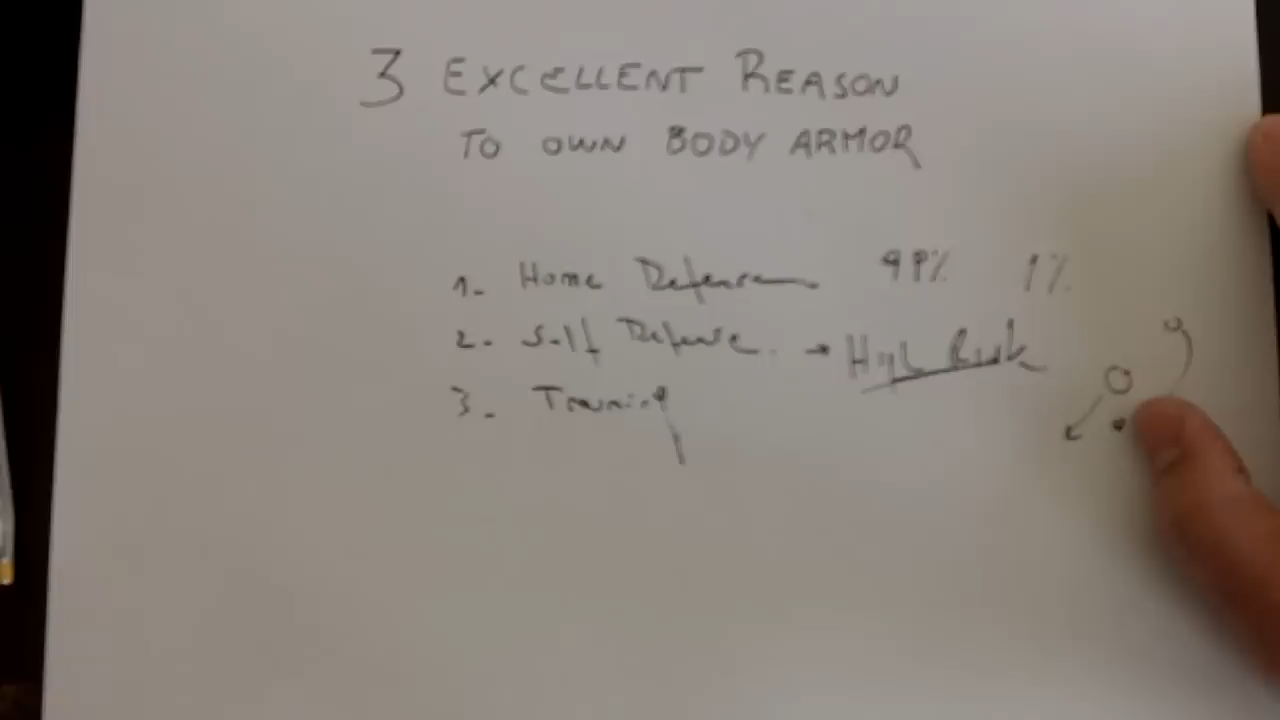 3 EXCELLENT REASON
TO OWN BODY ARMOR
1. Home Defense 99% 1%
2. Self Defense. → High Risk
3. Training